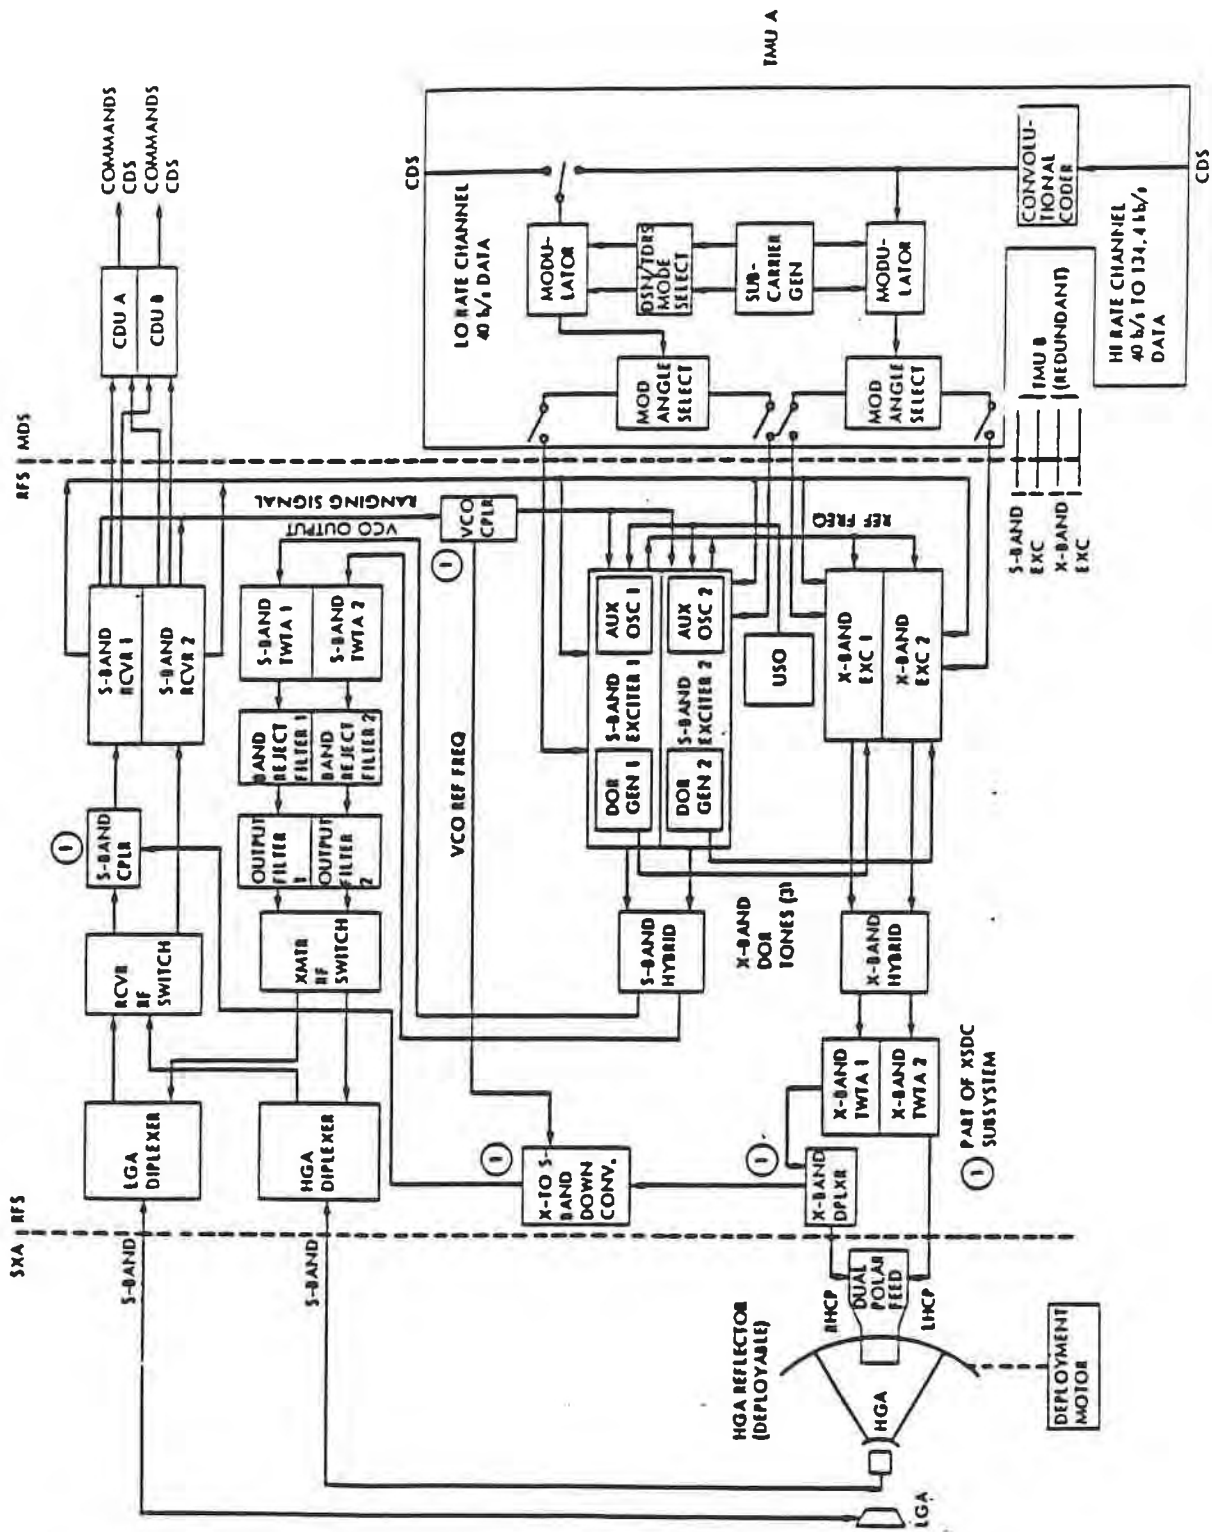 SXA
RFS
RFS
MDS
S-BAND
S-BAND
LGA
DIPLEXER
HGA
DIPLEXER
RCVR
RF
SWITCH
XMTR
RF
SWITCH
1
S-BAND
CPLR
OUTPUT
FILTER
1
OUTPUT
FILTER
2
BAND
REJECT
FILTER 1
BAND
REJECT
FILTER 2
S-BAND
TWTA 1
S-BAND
TWTA 2
S-BAND
RCVR 1
S-BAND
RCVR 2
CDU A
CDU B
COMMANDS
CDS
COMMANDS
CDS
RANGING SIGNAL
VCO OUTPUT
VCO
CPLR
1
VCO REF FREQ
1
X-TO S-
BAND
DOWN
CONV.
S-BAND
HYBRID
DOR
GEN 1
S-BAND
EXCITER 1
AUX
OSC 1
DOR
GEN 2
S-BAND
EXCITER 2
AUX
OSC 2
USO
REF FREQ
X-BAND
DOR
TONES (3)
X-BAND
HYBRID
X-BAND
EXC 1
X-BAND
EXC 2
X-BAND
TWTA 1
X-BAND
TWTA 2
1
X-BAND
DPLXR
1 PART OF XSDC
SUBSYSTEM
HGA REFLECTOR
(DEPLOYABLE)
RHCP
DUAL
POLAR
FEED
LHCP
HGA
LGA
DEPLOYMENT
MOTOR
CDS
LO RATE CHANNEL
40 b/s DATA
MODU-
LATOR
DSN/TDRS
MODE
SELECT
SUB-
CARRIER
GEN
MODU-
LATOR
MOD
ANGLE
SELECT
MOD
ANGLE
SELECT
CONVOLU-
TIONAL
CODER
HI RATE CHANNEL
40 b/s TO 134.4 kb/s
DATA
CDS
TMU A
S-BAND
EXC
X-BAND
EXC
TMU B
(REDUNDANT)